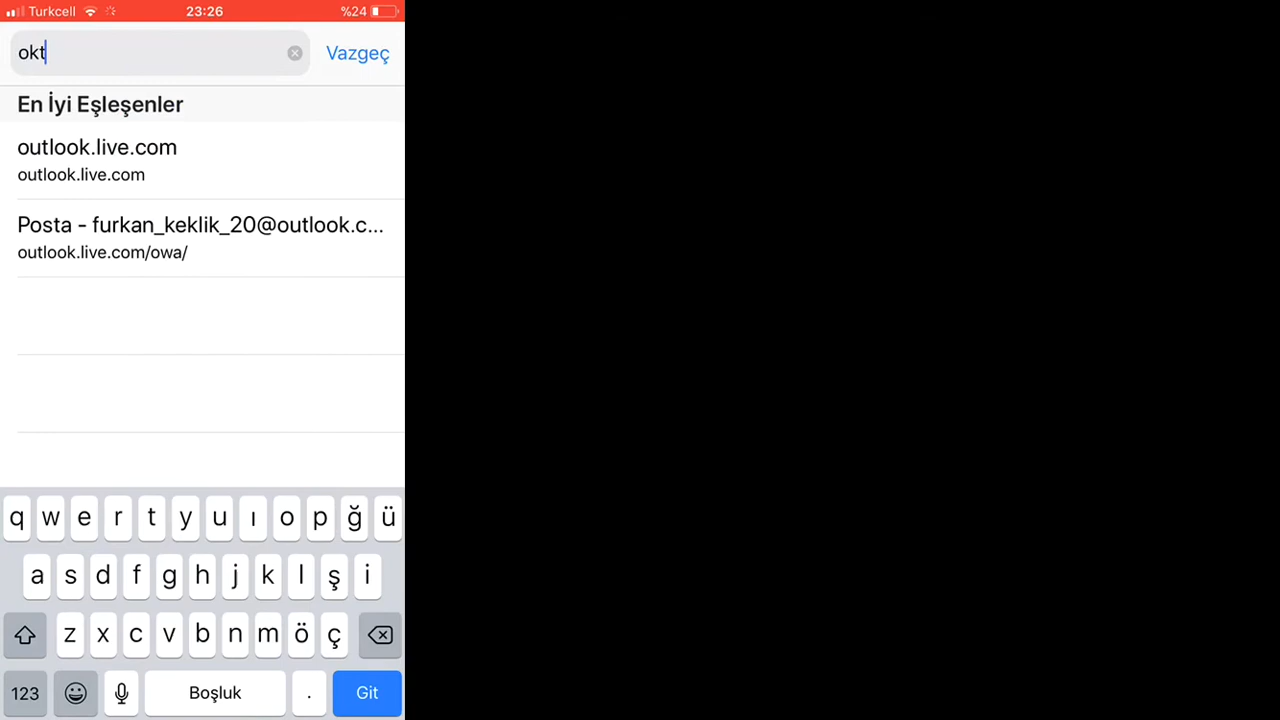 Turkcell 23:26 %24
okt Vazgeç
En İyi Eşleşenler
outlook.live.com
outlook.live.com
Posta - furkan_keklik_20@outlook.c...
outlook.live.com/owa/
q w e r t y u ı o p ğ ü
a s d f g h j k l ş i
z x c v b n m ö ç
123 Boşluk . Git